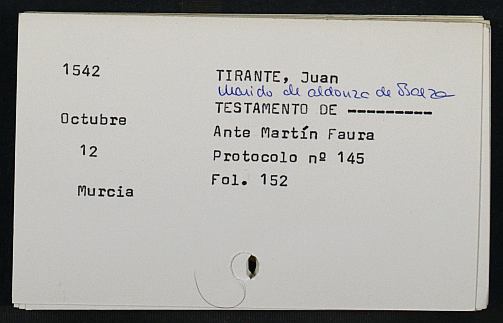 1542
TIRANTE, Juan
Marido de aldonza de Baeza
TESTAMENTO DE ---------
Octubre
Ante Martín Faura
12
Protocolo nº 145
Fol. 152
Murcia